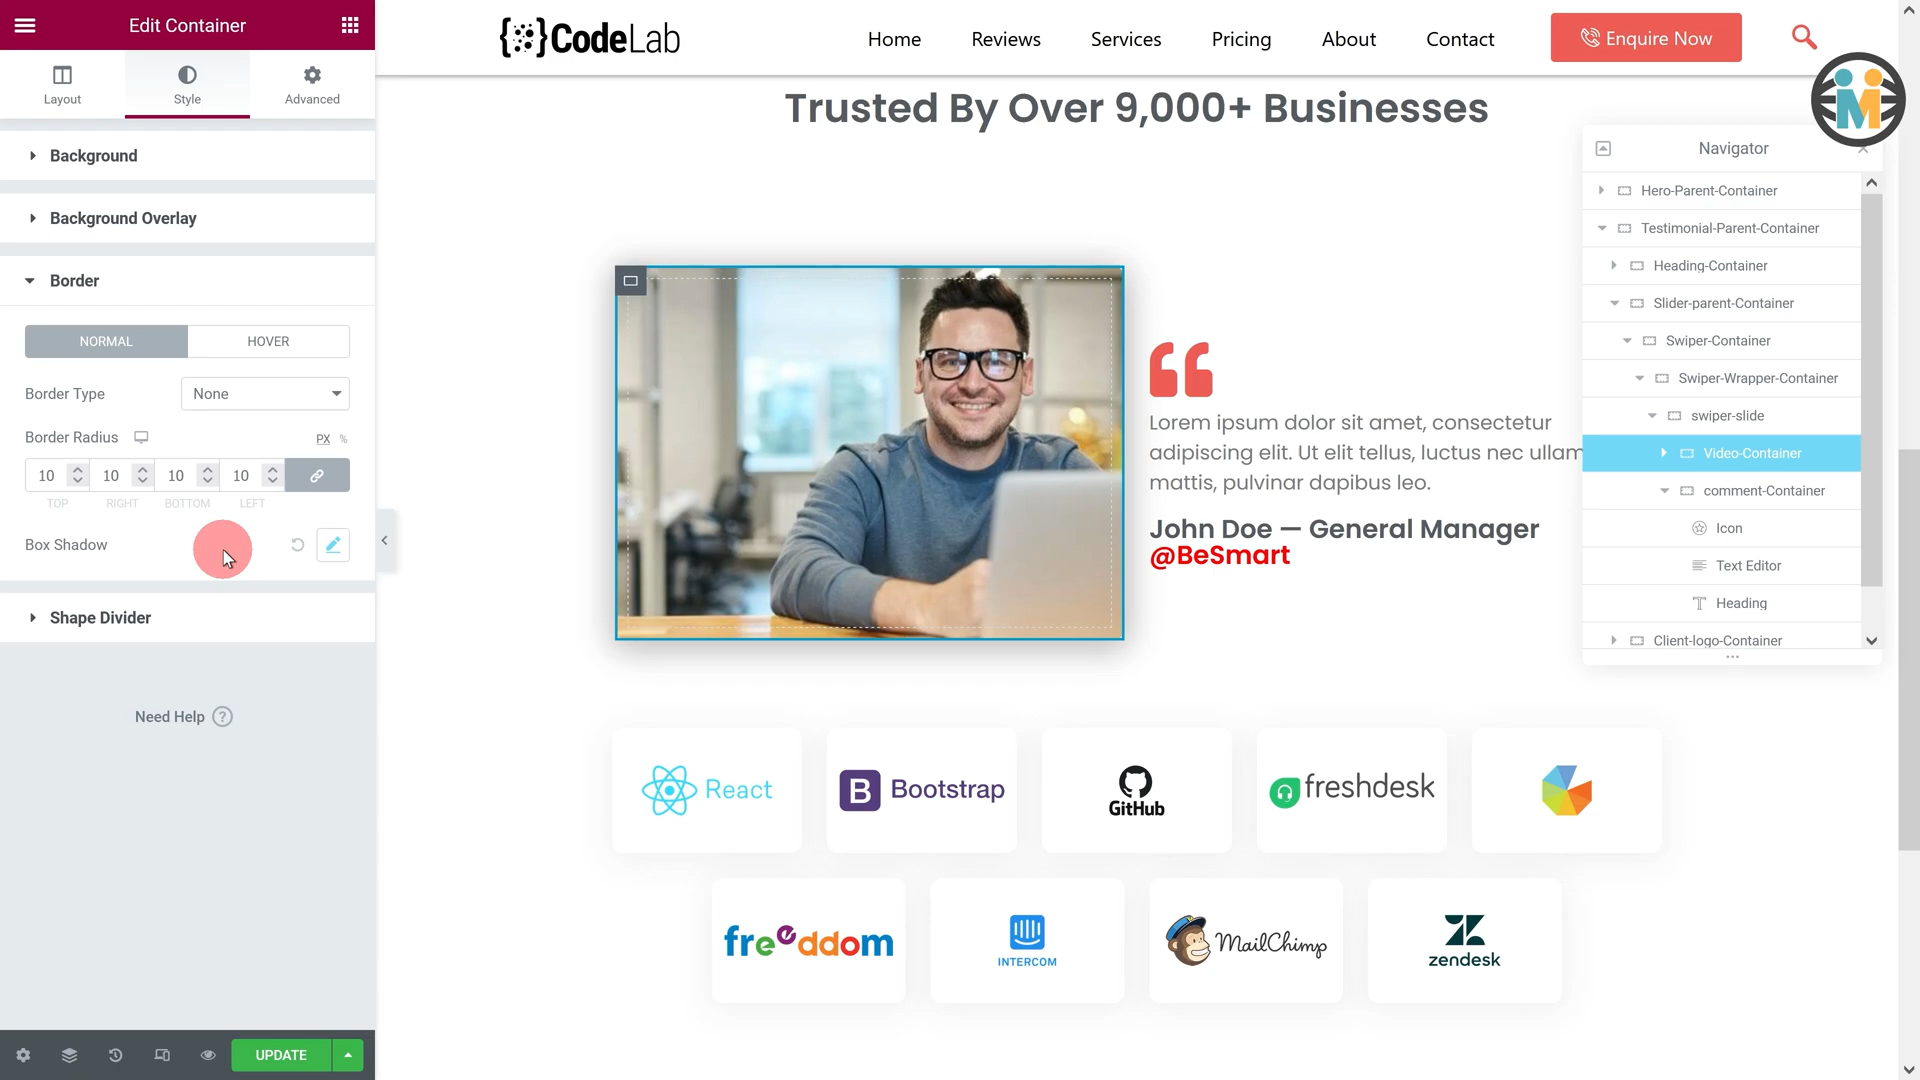 Edit Container
Layout
Style
Advanced
Background
Background Overlay
Border
NORMAL
HOVER
Border Type
None
Border Radius
PX %
10 10 10 10
TOP RIGHT BOTTOM LEFT
Box Shadow
Shape Divider
Need Help ?
UPDATE
{ }CodeLab
Home
Reviews
Services
Pricing
About
Contact
Enquire Now
M
Trusted By Over 9,000+ Businesses
Lorem ipsum dolor sit amet, consectetur
adipiscing elit. Ut elit tellus, luctus nec ullam
mattis, pulvinar dapibus leo.
John Doe — General Manager
@BeSmart
Navigator
Hero-Parent-Container
Testimonial-Parent-Container
Heading-Container
Slider-parent-Container
Swiper-Container
Swiper-Wrapper-Container
swiper-slide
Video-Container
comment-Container
Icon
Text Editor
Heading
Client-logo-Container
React
B Bootstrap
GitHub
freshdesk
freeddom
INTERCOM
MailChimp
zendesk